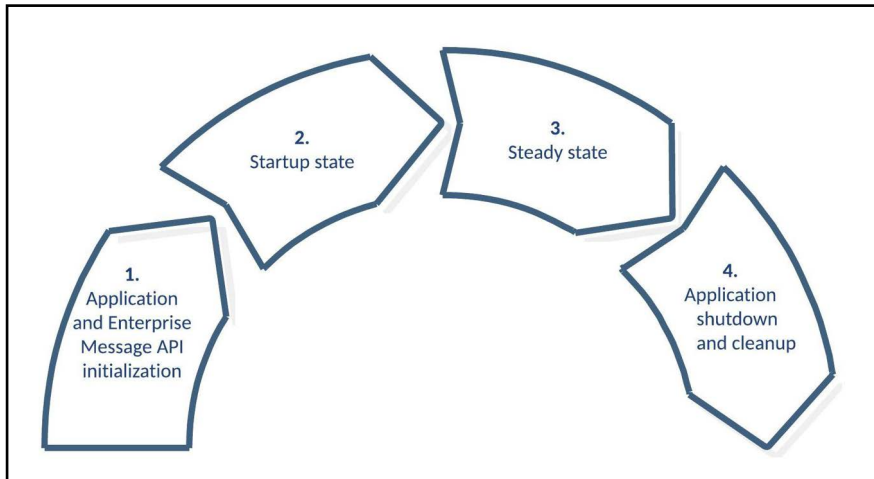 1.
Application
and Enterprise
Message API
initialization
2.
Startup state
3.
Steady state
4.
Application
shutdown
and cleanup